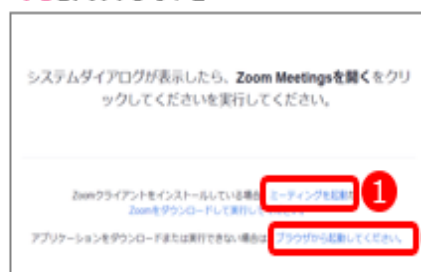 システムダイアログが表示したら、Zoom Meetingsを開くをクリ
ックしてくださいを実行してください。
Zoomクライアントをインストールしている場合 ミーティングを起動
1
Zoomをダウンロードして実行して
アプリケーションをダウンロードまたは実行できない場合は ブラウザから起動してください。